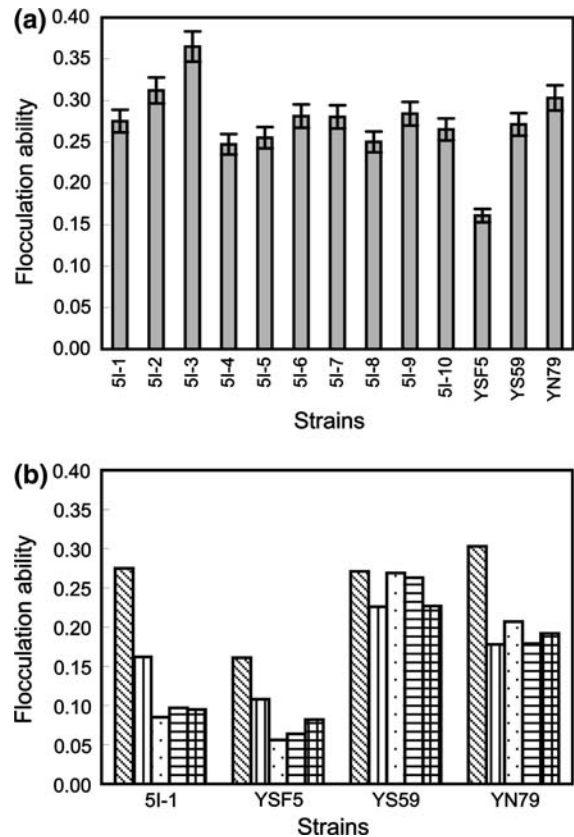 (a)
0.40
0.35
0.30
0.25
0.20
0.15
0.10
0.05
0.00
Flocculation ability
5I-1
5I-2
5I-3
5I-4
5I-5
5I-6
5I-7
5I-8
5I-9
5I-10
YSF5
YS59
YN79
Strains
(b)
0.40
0.35
0.30
0.25
0.20
0.15
0.10
0.05
0.00
Flocculation ability
5I-1 YSF5 YS59 YN79
Strains